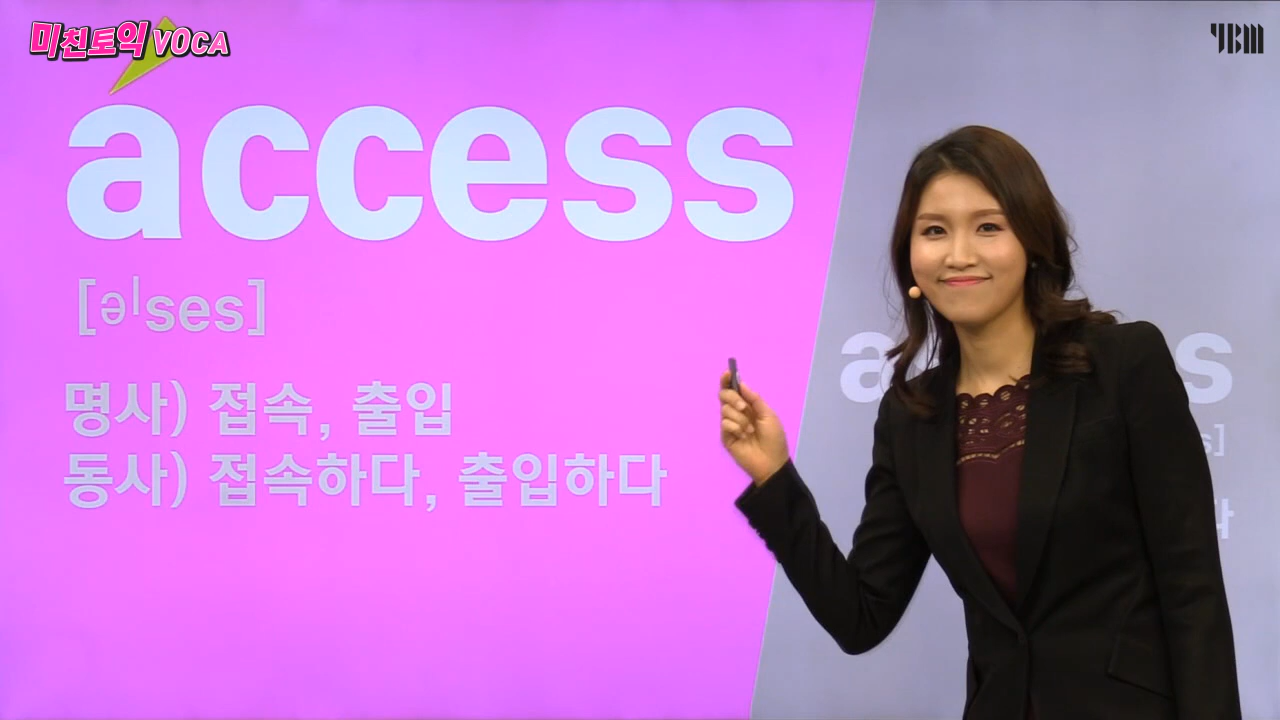 미친토익 VOCA
YBM
access
[əˈses]
명사) 접속, 출입
동사) 접속하다, 출입하다